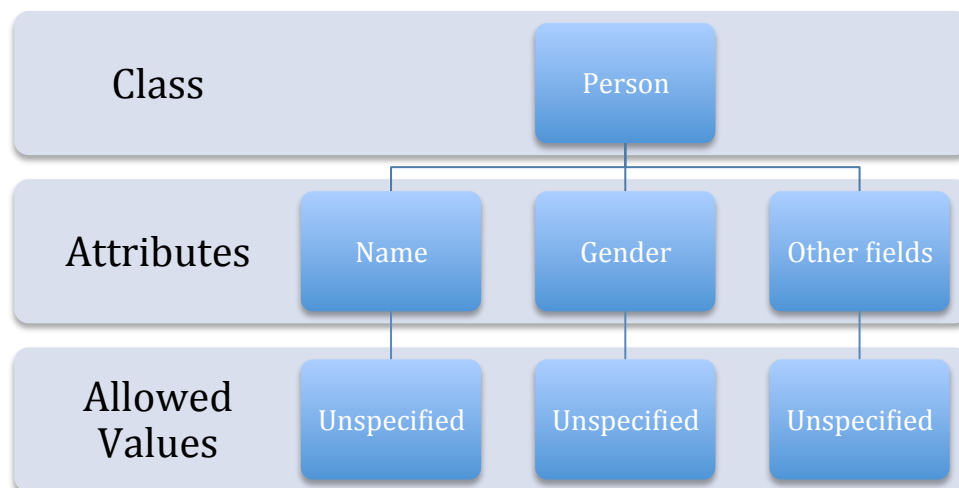 Class
Person
Attributes
Name
Gender
Other fields
Allowed
Values
Unspecified
Unspecified
Unspecified